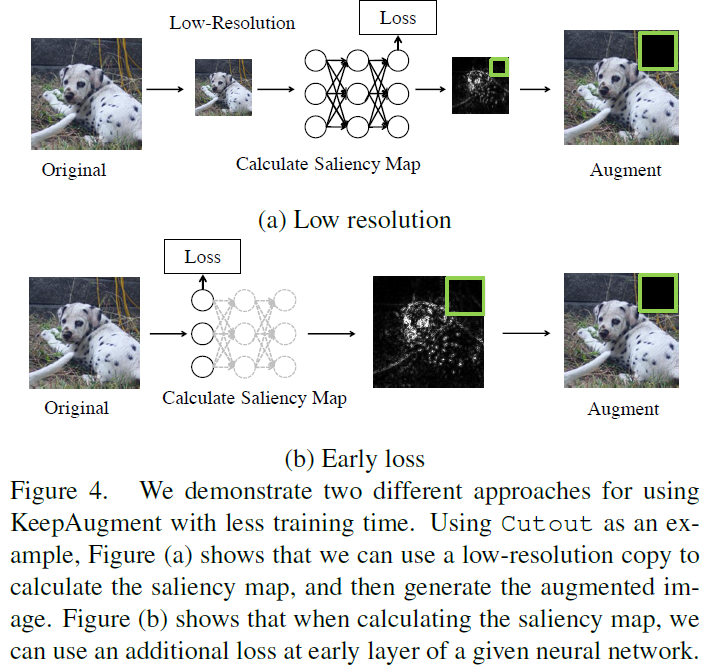 Loss
Low-Resolution
Original
Calculate Saliency Map
Augment
(a) Low resolution
Loss
Original
Calculate Saliency Map
Augment
(b) Early loss
Figure 4. We demonstrate two different approaches for using
KeepAugment with less training time. Using Cutout as an ex-
ample, Figure (a) shows that we can use a low-resolution copy to
calculate the saliency map, and then generate the augmented im-
age. Figure (b) shows that when calculating the saliency map, we
can use an additional loss at early layer of a given neural network.